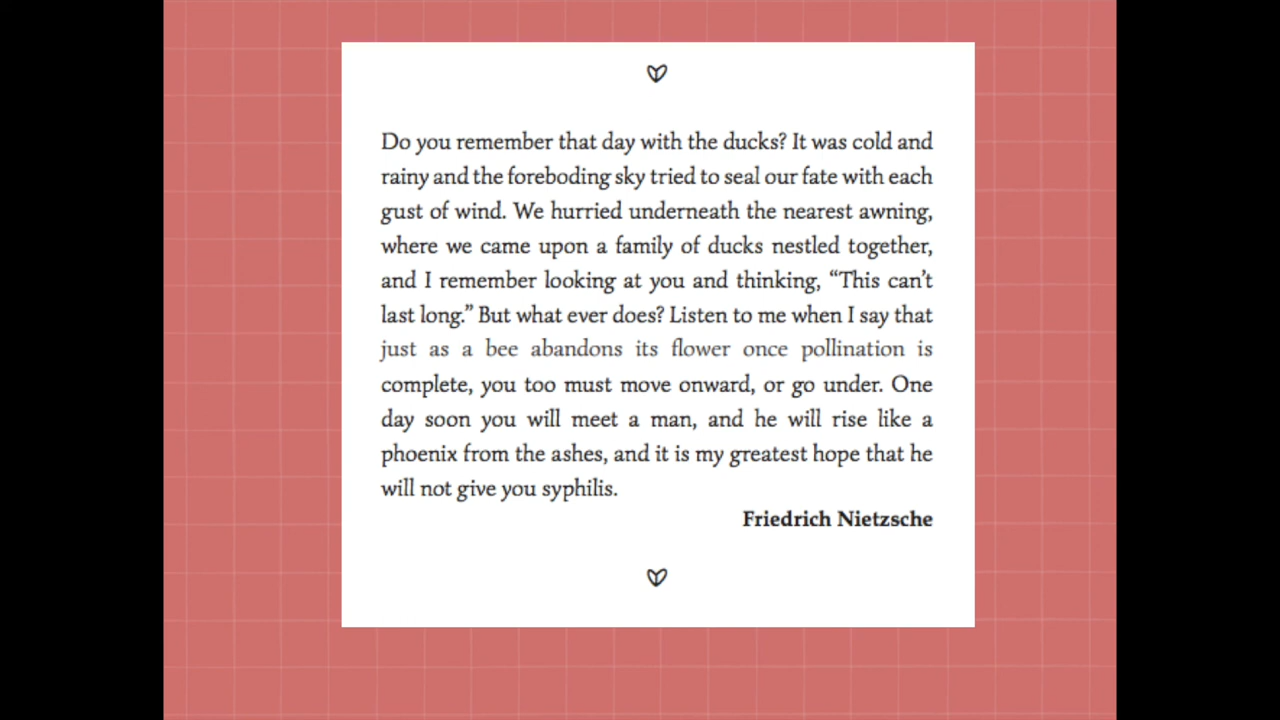 Do you remember that day with the ducks? It was cold and
rainy and the foreboding sky tried to seal our fate with each
gust of wind. We hurried underneath the nearest awning,
where we came upon a family of ducks nestled together,
and I remember looking at you and thinking, “This can’t
last long.” But what ever does? Listen to me when I say that
just as a bee abandons its flower once pollination is
complete, you too must move onward, or go under. One
day soon you will meet a man, and he will rise like a
phoenix from the ashes, and it is my greatest hope that he
will not give you syphilis.
Friedrich Nietzsche